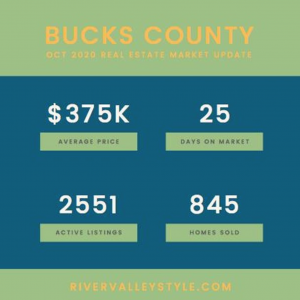 BUCKS COUNTY
OCT 2020 REAL ESTATE MARKET UPDATE
$375K
25
AVERAGE PRICE
DAYS ON MARKET
2551
845
ACTIVE LISTINGS
HOMES SOLD
RIVERVALLEYSTYLE.COM